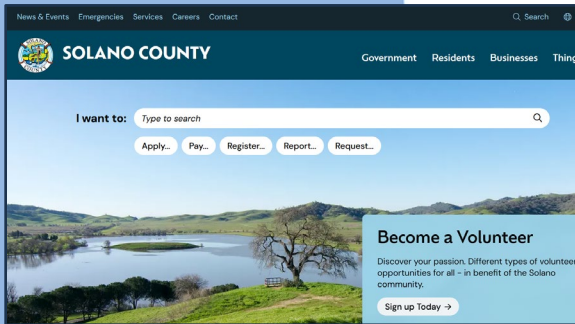 News & Events Emergencies Services Careers Contact Search
SOLANO COUNTY
Government Residents Businesses
I want to: Type to search
Apply... Pay... Register... Report... Request...
Become a Volunteer
Discover your passion. Different types of volunteer
opportunities for all – in benefit of the Solano
community.
Sign up Today →